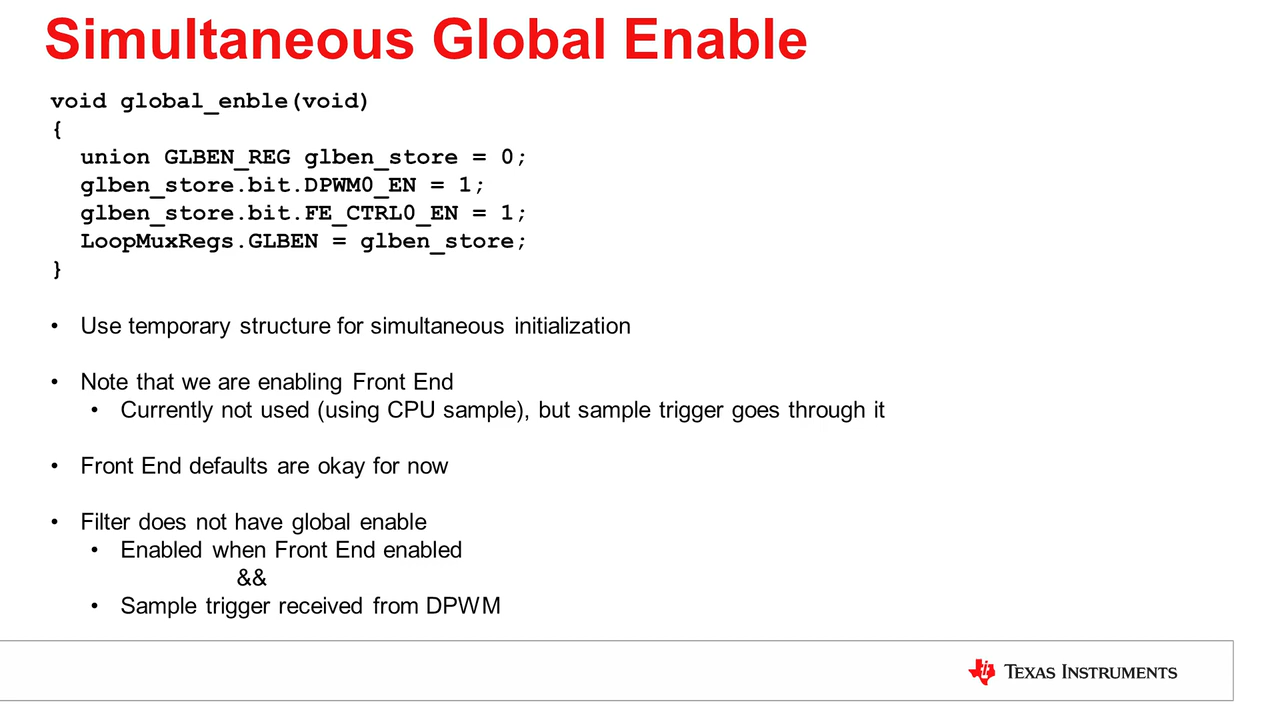 Simultaneous Global Enable
void global_enble(void)
{
union GLBEN_REG glben_store = 0;
glben_store.bit.DPWM0_EN = 1;
glben_store.bit.FE_CTRL0_EN = 1;
LoopMuxRegs.GLBEN = glben_store;
}
• Use temporary structure for simultaneous initialization
• Note that we are enabling Front End
• Currently not used (using CPU sample), but sample trigger goes through it
• Front End defaults are okay for now
• Filter does not have global enable
• Enabled when Front End enabled
&&
• Sample trigger received from DPWM
TEXAS INSTRUMENTS